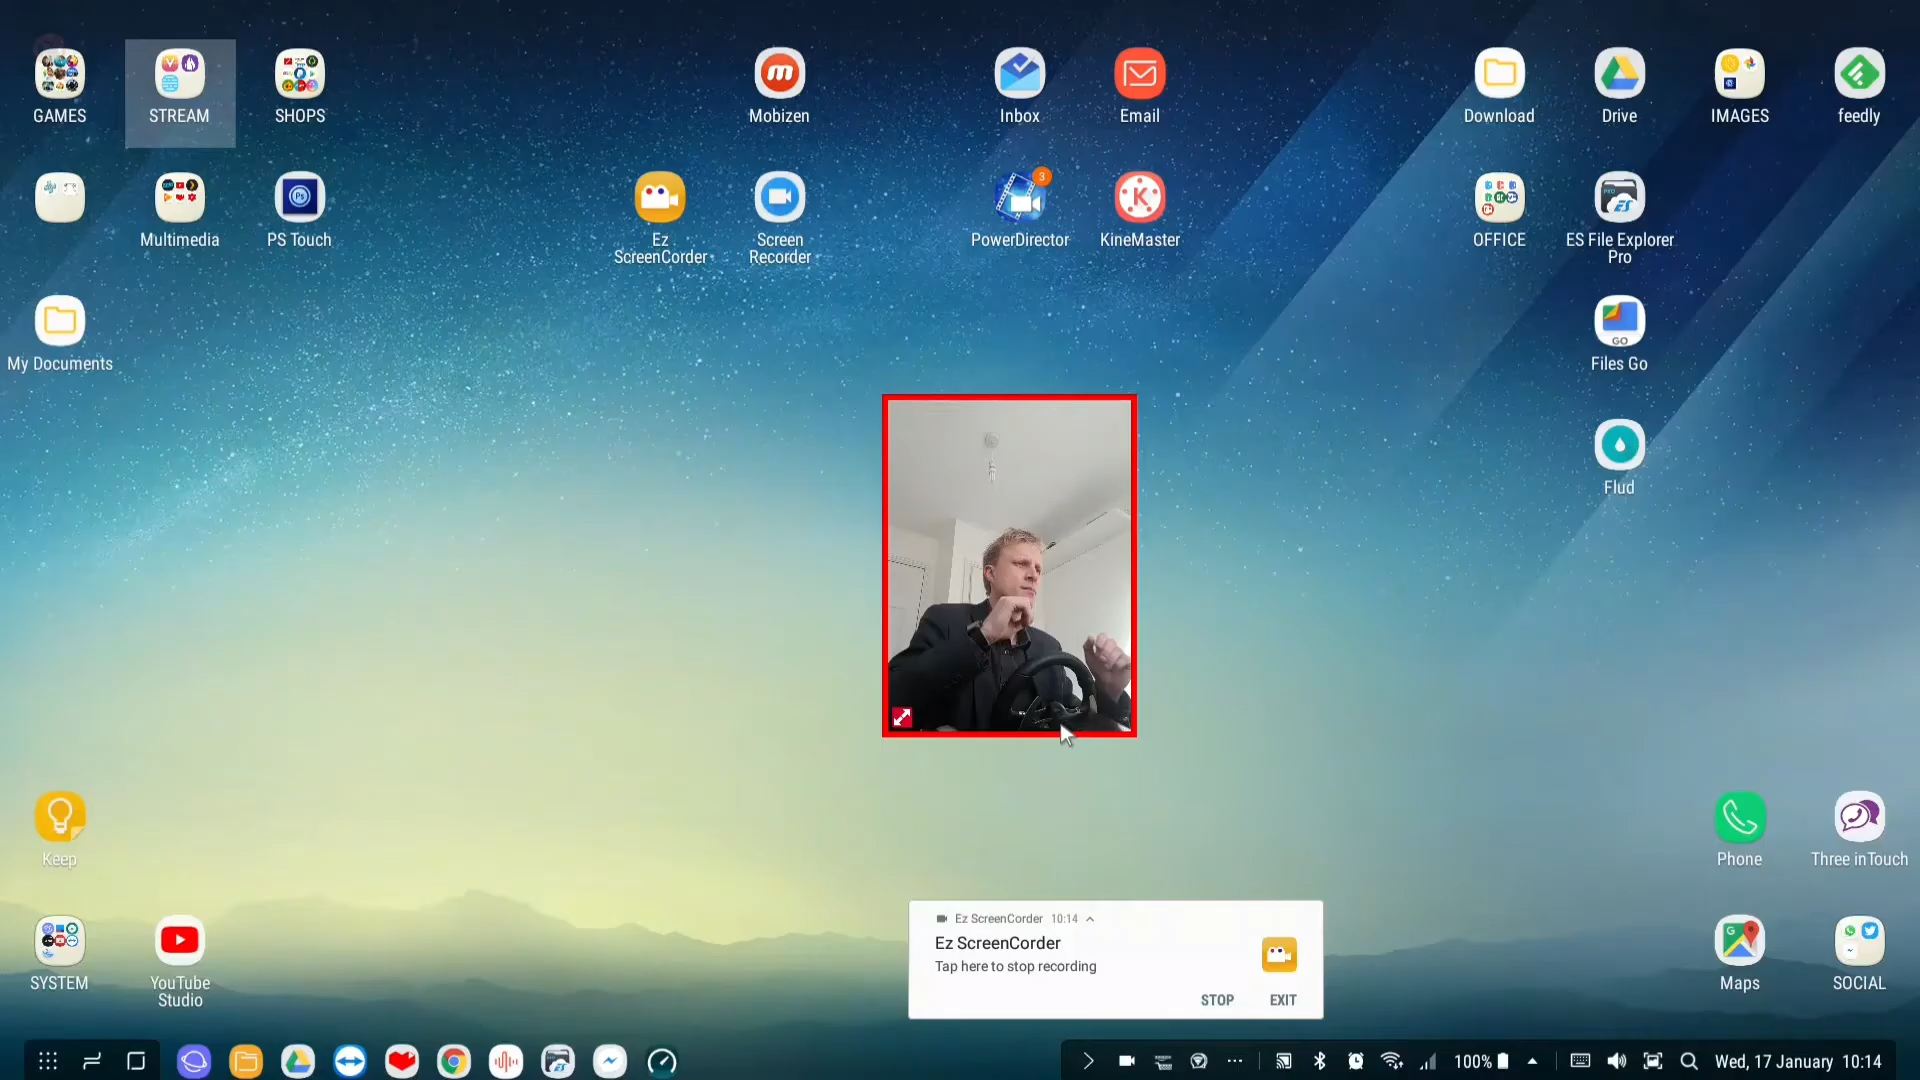 GAMES
STREAM
SHOPS
Mobizen
Inbox
Email
Download
Drive
IMAGES
feedly
3
Multimedia
PS Touch
Ez
ScreenCorder
Screen
Recorder
PowerDirector
KineMaster
OFFICE
ES File Explorer
Pro
My Documents
GO
Files Go
Flud
Keep
Phone
Three inTouch
SYSTEM
YouTube
Studio
Ez ScreenCorder 10:14
Ez ScreenCorder
Tap here to stop recording
STOP EXIT
Maps
SOCIAL
100% Wed, 17 January 10:14